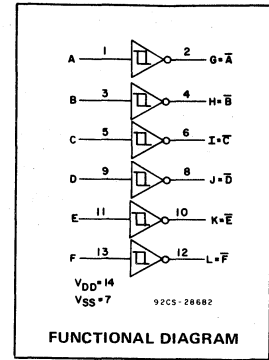 A 1 2 G=A̅
B 3 4 H=B̅
C 5 6 I=C̅
D 9 8 J=D̅
E 11 10 K=E̅
F 13 12 L=F̅
VDD=14
VSS=7 92CS-28682
FUNCTIONAL DIAGRAM